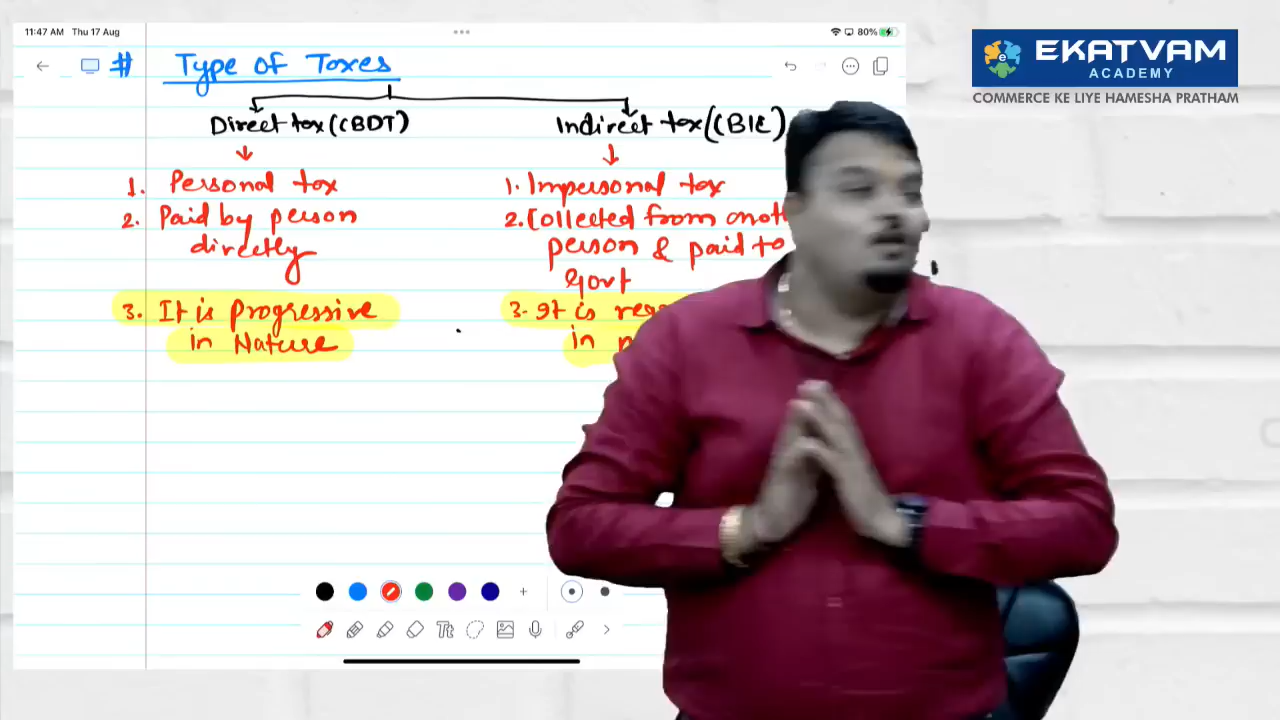 11:47 AM Thu 17 Aug
80%
# Type of Taxes
Direct tax (CBDT)
Indirect tax (CBIC)
1. Personal tax
2. Paid by person
directly
3. It is Progressive
in Nature
1. Impersonal tax
2. Collected from
person & paid to
Govt
3. It is
in
EKATVAM
ACADEMY
COMMERCE KE LIYE HAMESHA PRATHAM
Tt